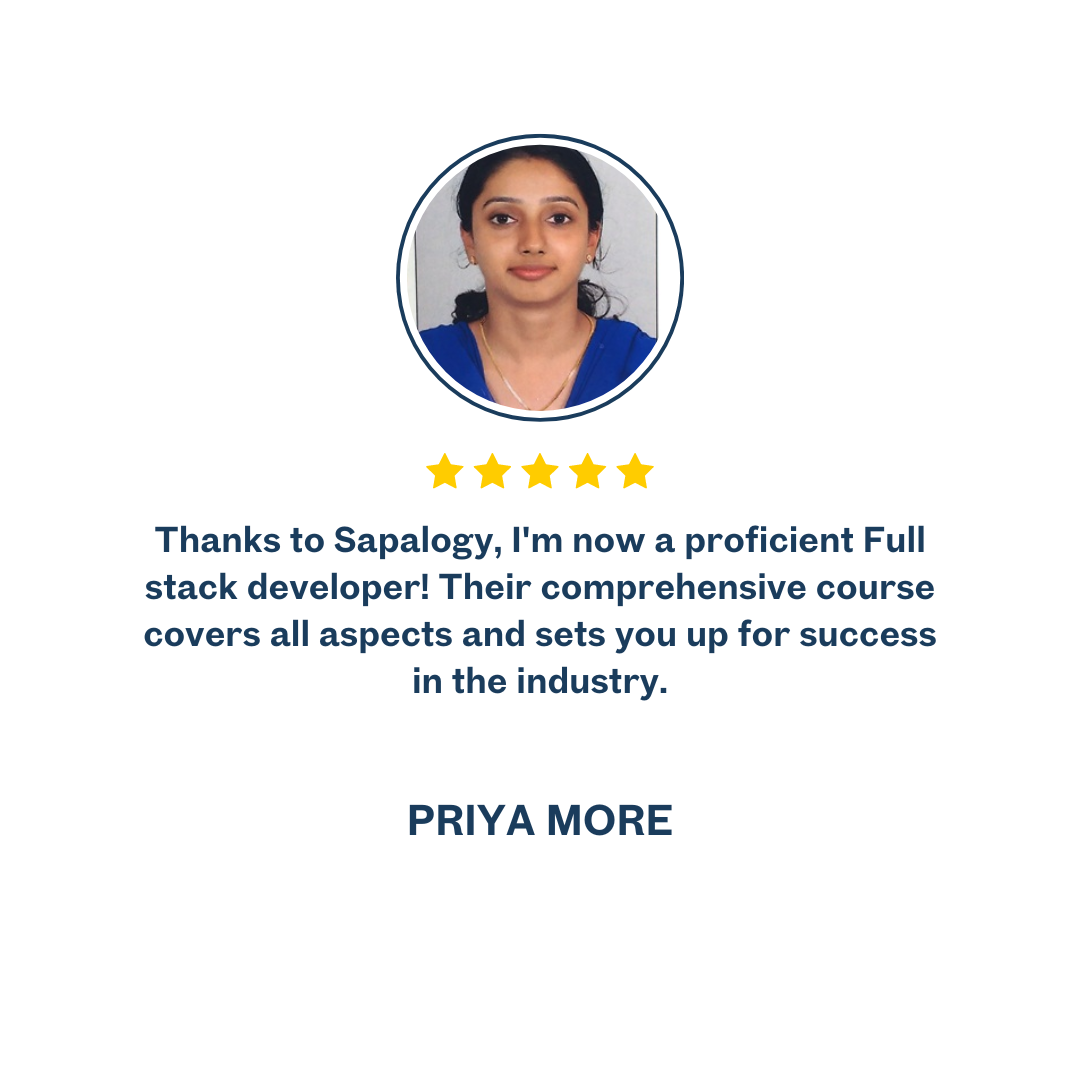 Thanks to Sapalogy, I'm now a proficient Full
stack developer! Their comprehensive course
covers all aspects and sets you up for success
in the industry.
PRIYA MORE